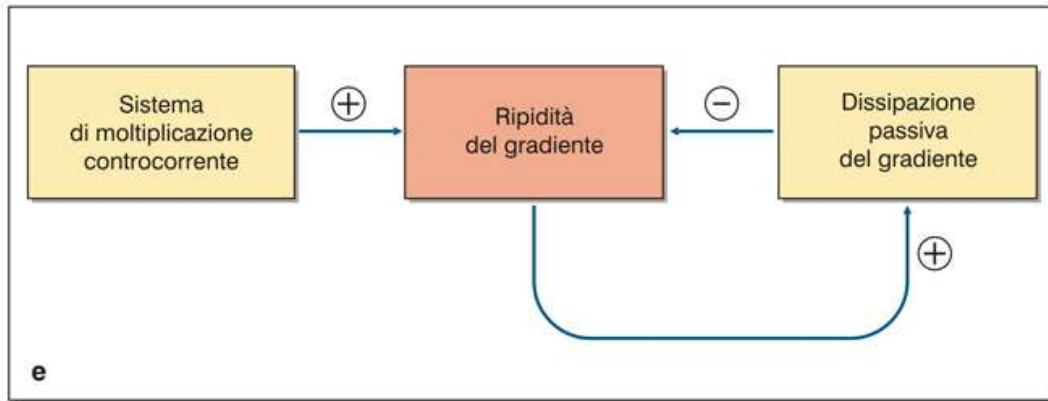 Sistema
di moltiplicazione
controcorrente
+
Ripidità
del gradiente
−
Dissipazione
passiva
del gradiente
+
e